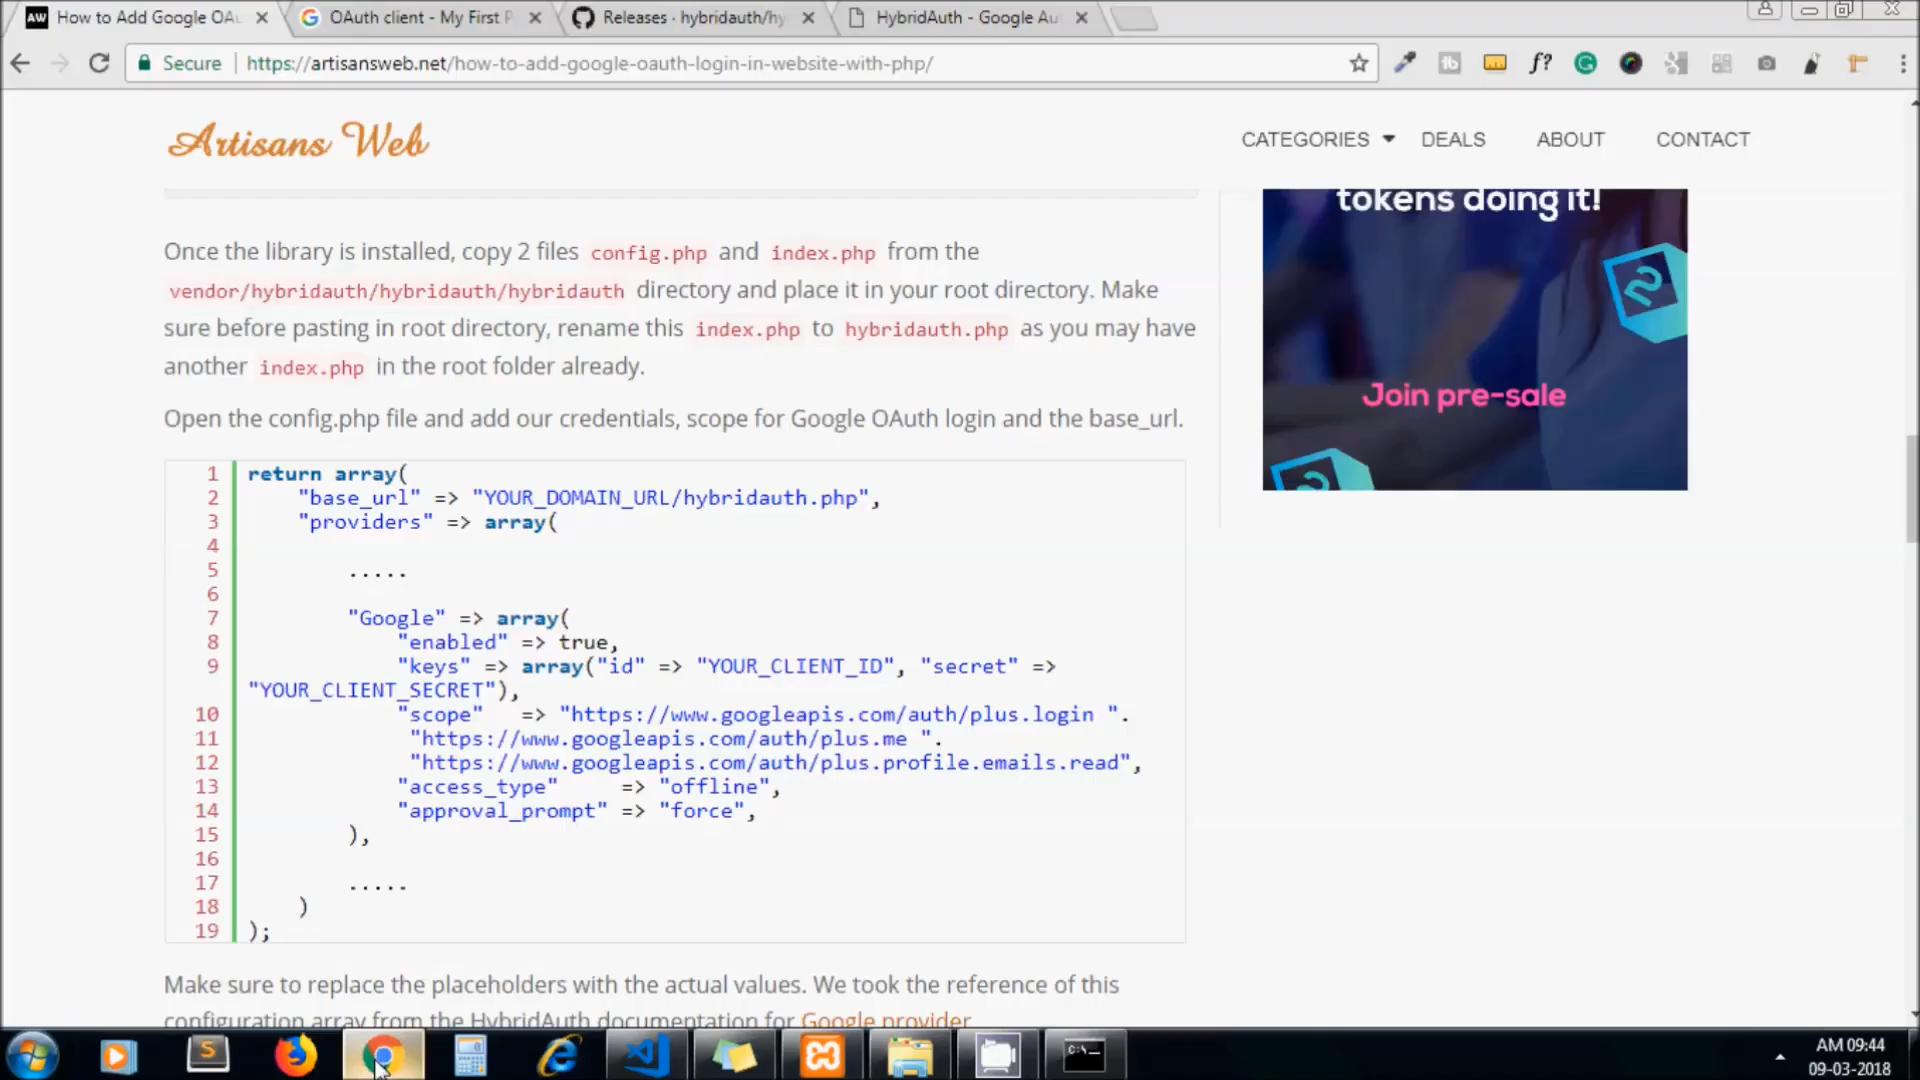 How to Add Google OAu
OAuth client - My First P
Releases · hybridauth/hy
HybridAuth - Google Au
Secure
https://artisansweb.net/how-to-add-google-oauth-login-in-website-with-php/
f?
Artisans Web
CATEGORIES
DEALS
ABOUT
CONTACT
tokens doing it!
Join pre-sale
Once the library is installed, copy 2 files config.php and index.php from the
vendor/hybridauth/hybridauth/hybridauth directory and place it in your root directory. Make
sure before pasting in root directory, rename this index.php to hybridauth.php as you may have
another index.php in the root folder already.
Open the config.php file and add our credentials, scope for Google OAuth login and the base_url.
1 return array(
2 "base_url" => "YOUR_DOMAIN_URL/hybridauth.php",
3 "providers" => array(
4
5 .....
6
7 "Google" => array(
8 "enabled" => true,
9 "keys" => array("id" => "YOUR_CLIENT_ID", "secret" =>
"YOUR_CLIENT_SECRET"),
10 "scope" => "https://www.googleapis.com/auth/plus.login ".
11 "https://www.googleapis.com/auth/plus.me ".
12 "https://www.googleapis.com/auth/plus.profile.emails.read",
13 "access_type" => "offline",
14 "approval_prompt" => "force",
15 ),
16
17 .....
18 )
19 );
Make sure to replace the placeholders with the actual values. We took the reference of this
configuration array from the HybridAuth documentation for Google provider
AM 09:44
09-03-2018